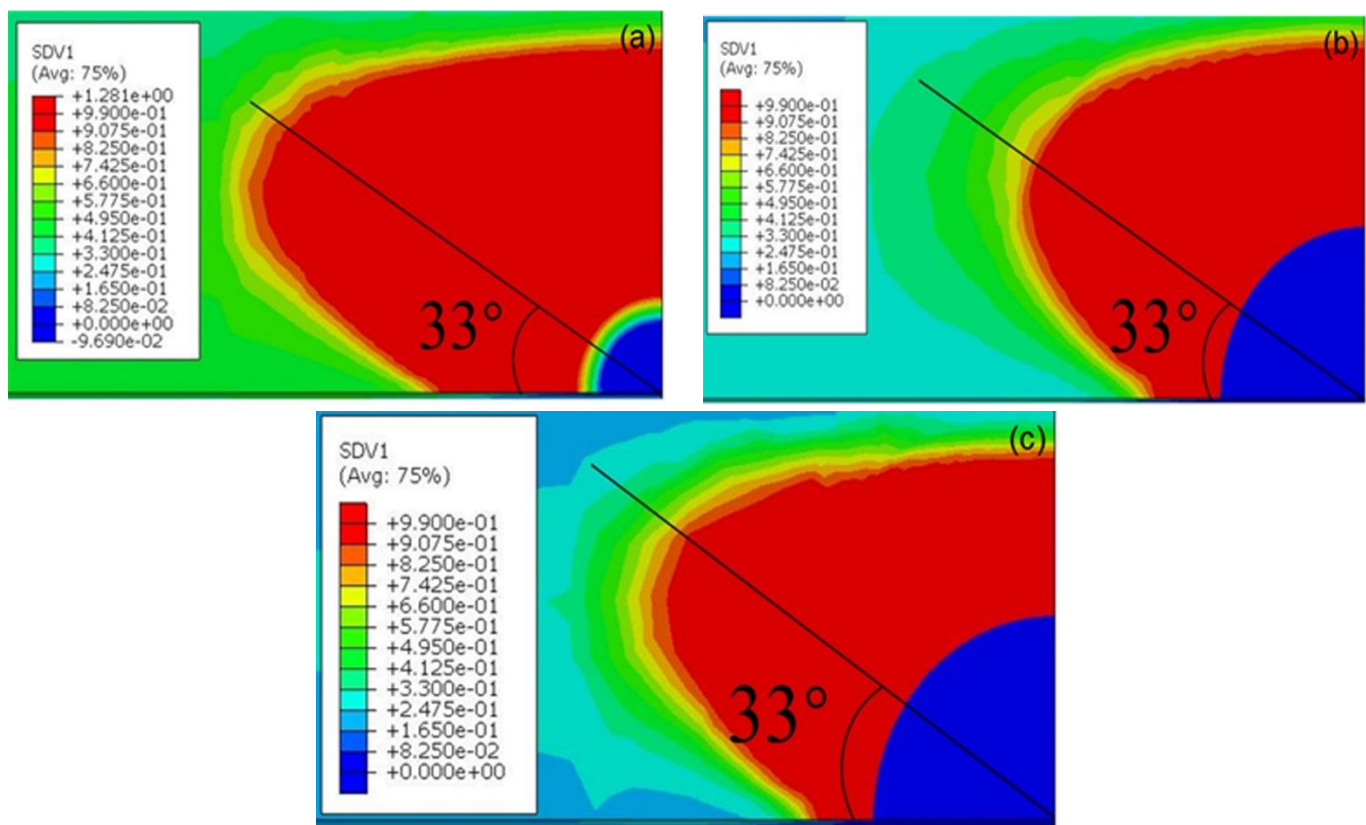 (a)
SDV1
(Avg: 75%)
+1.281e+00
+9.900e-01
+9.075e-01
+8.250e-01
+7.425e-01
+6.600e-01
+5.775e-01
+4.950e-01
+4.125e-01
+3.300e-01
+2.475e-01
+1.650e-01
+8.250e-02
+0.000e+00
-9.690e-02
33°
(b)
SDV1
(Avg: 75%)
+9.900e-01
+9.075e-01
+8.250e-01
+7.425e-01
+6.600e-01
+5.775e-01
+4.950e-01
+4.125e-01
+3.300e-01
+2.475e-01
+1.650e-01
+8.250e-02
+0.000e+00
33°
(c)
SDV1
(Avg: 75%)
+9.900e-01
+9.075e-01
+8.250e-01
+7.425e-01
+6.600e-01
+5.775e-01
+4.950e-01
+4.125e-01
+3.300e-01
+2.475e-01
+1.650e-01
+8.250e-02
+0.000e+00
33°